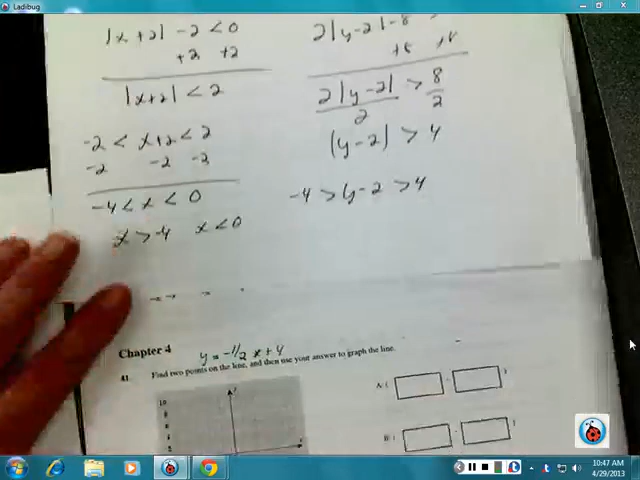 Ladibug
|x + 2| - 2 < 0
+2 +2
|x+2| < 2
-2 < x+2 < 2
-2 -2 -2
-4 < x < 0
x > -4 x < 0
2|y-2|-8
+8 +8
2|y-2| > 8
2 2
|y-2| > 4
-4 > y-2 > 4
Chapter 4
y = -1/2 x + 4
41 Find two points on the line, and then use your answer to graph the line.
10
A: (
B: (
10:47 AM
4/29/2013